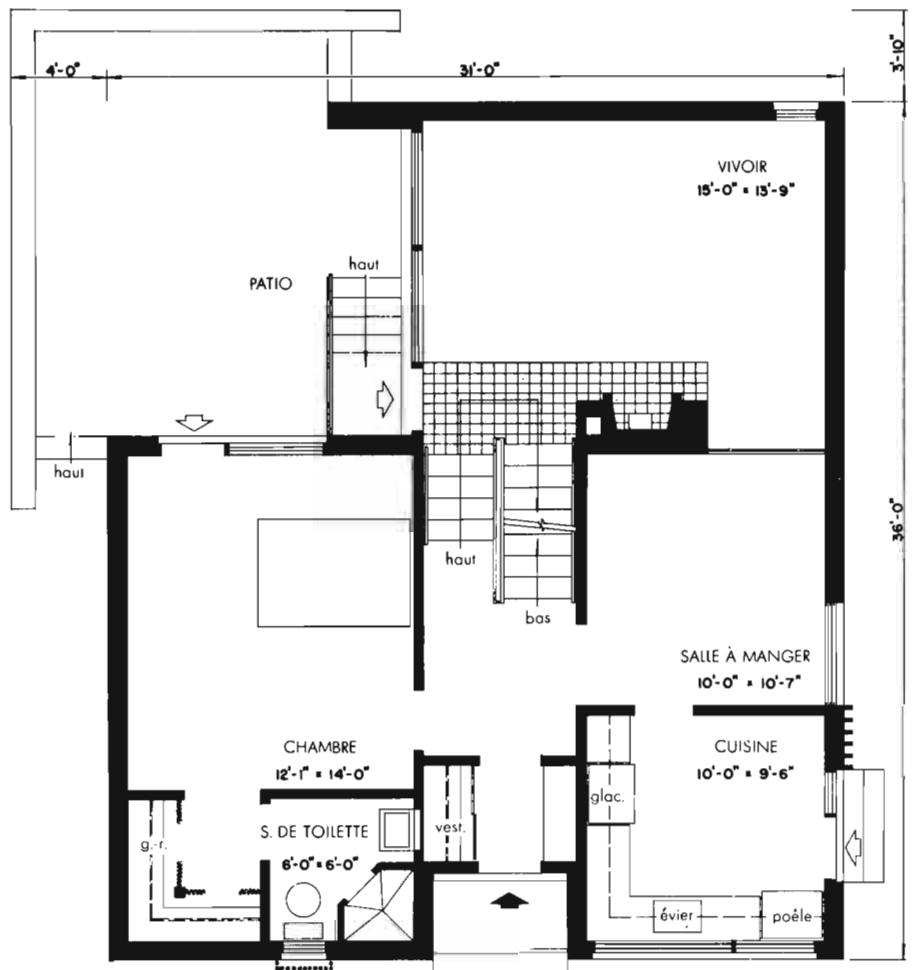 4'-0"
31'-0"
3'-10"
VIVOIR
15'-0" × 13'-9"
haut
PATIO
haut
haut
bas
36'-0"
SALLE À MANGER
10'-0" × 10'-7"
CHAMBRE
12'-1" × 14'-0"
CUISINE
10'-0" × 9'-6"
glac.
vest.
g.-r.
S. DE TOILETTE
6'-0" × 6'-0"
évier
poêle